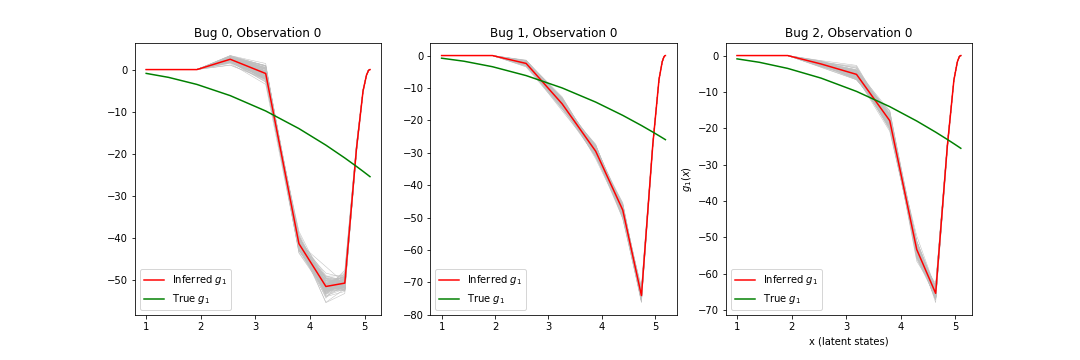 Bug 0, Observation 0
0
−10
−20
−30
−40
−50
1 2 3 4 5
Inferred g₁
True g₁
Bug 1, Observation 0
0
−10
−20
−30
−40
−50
−60
−70
−80
1 2 3 4 5
Inferred g₁
True g₁
Bug 2, Observation 0
g₁(x)
0
−10
−20
−30
−40
−50
−60
−70
1 2 3 4 5
x (latent states)
Inferred g₁
True g₁